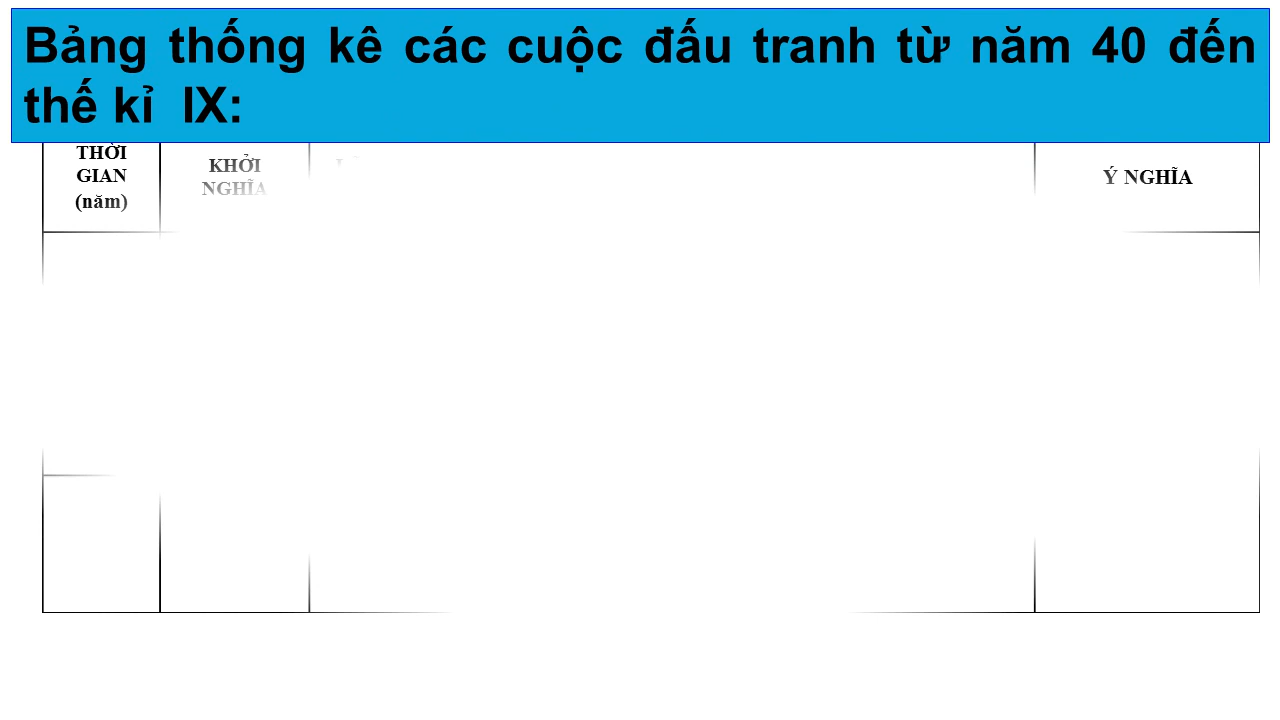 Bảng thống kê các cuộc đấu tranh từ năm 40 đến
thế kỉ IX:
THỜI
GIAN
(năm)
KHỞI
NGHĨA
Ý NGHĨA